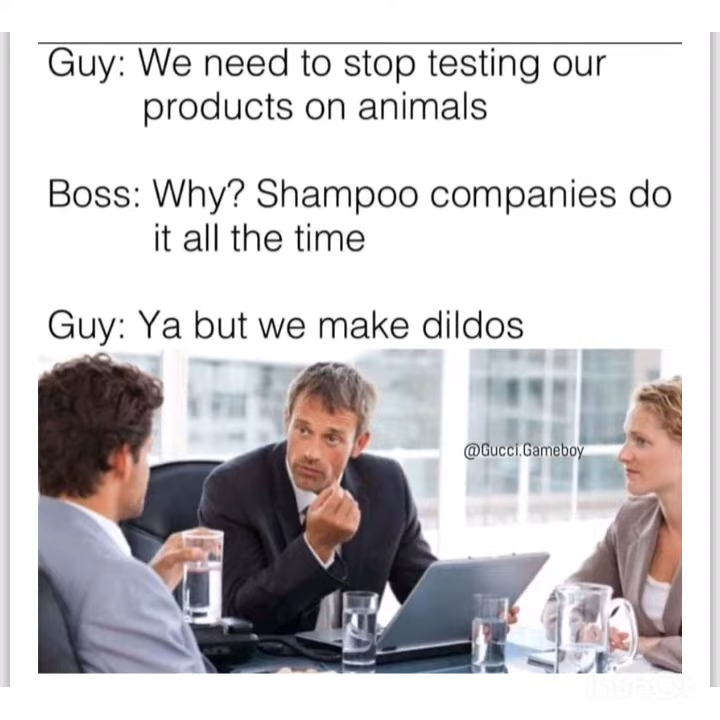 Guy: We need to stop testing our
products on animals
Boss: Why? Shampoo companies do
it all the time
Guy: Ya but we make dildos
@Gucci.Gameboy